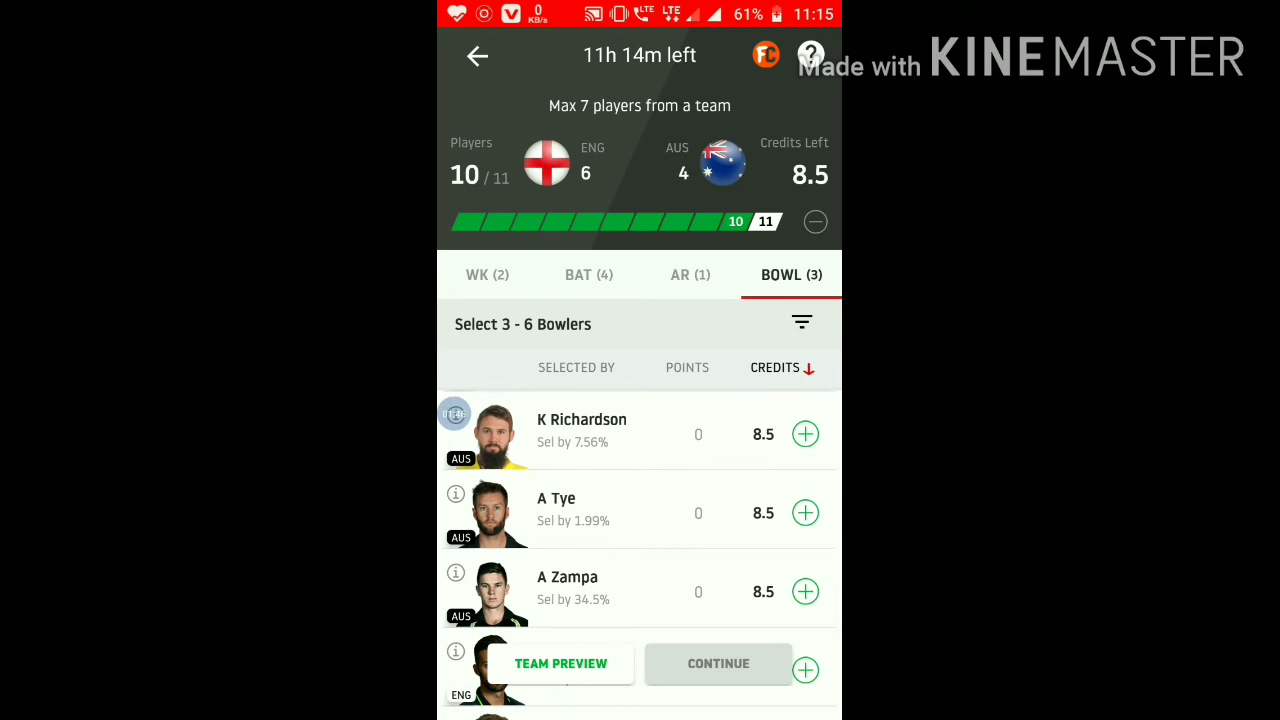 0
KB/s
LTE
LTE
61%
11:15
11h 14m left
FC
?
Made with KINEMASTER
Max 7 players from a team
Players
ENG
AUS
Credits Left
10 / 11
6
4
8.5
10
11
WK (2)
BAT (4)
AR (1)
BOWL (3)
Select 3 - 6 Bowlers
SELECTED BY
POINTS
CREDITS
01:46
K Richardson
Sel by 7.56%
0
8.5
AUS
A Tye
Sel by 1.99%
0
8.5
AUS
A Zampa
Sel by 34.5%
0
8.5
AUS
TEAM PREVIEW
CONTINUE
ENG